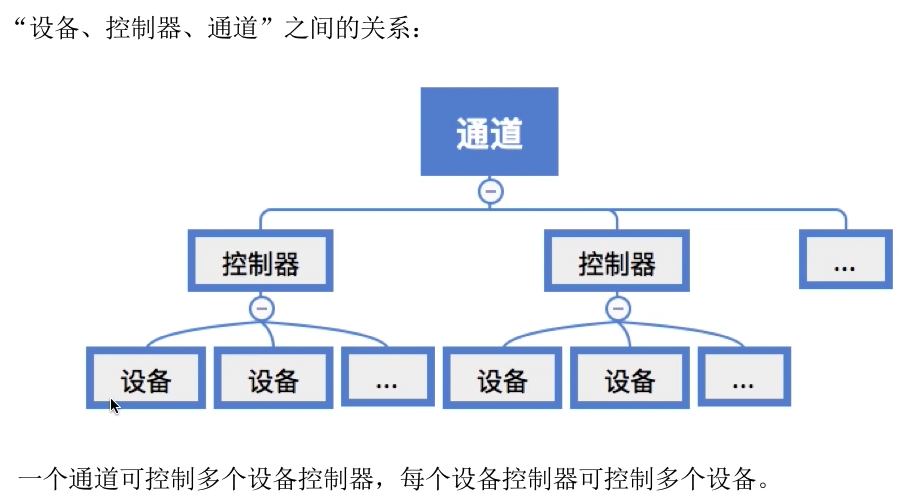 “设备、控制器、通道”之间的关系：
通道
控制器 控制器 ...
设备 设备 ... 设备 设备 ...
一个通道可控制多个设备控制器，每个设备控制器可控制多个设备。